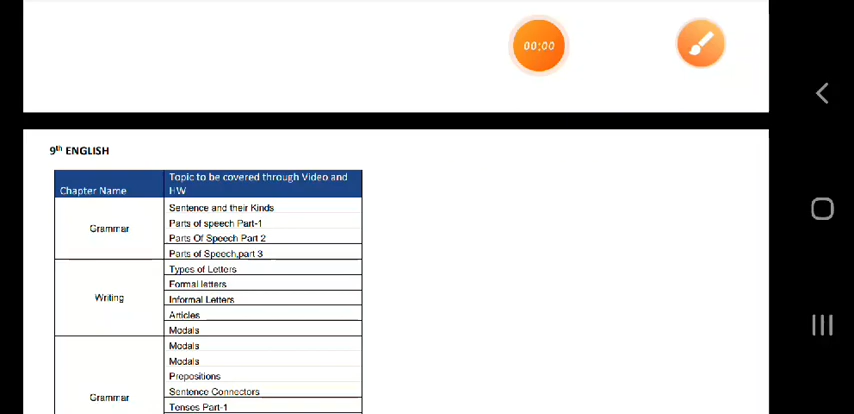 00:00
9th ENGLISH
Chapter Name
Topic to be covered through Video and
HW
Grammar
Sentence and their Kinds
Parts of speech Part-1
Parts Of Speech Part 2
Parts of Speech,part 3
Writing
Types of Letters
Formal letters
Informal Letters
Articles
Modals
Grammar
Modals
Modals
Prepositions
Sentence Connectors
Tenses Part-1